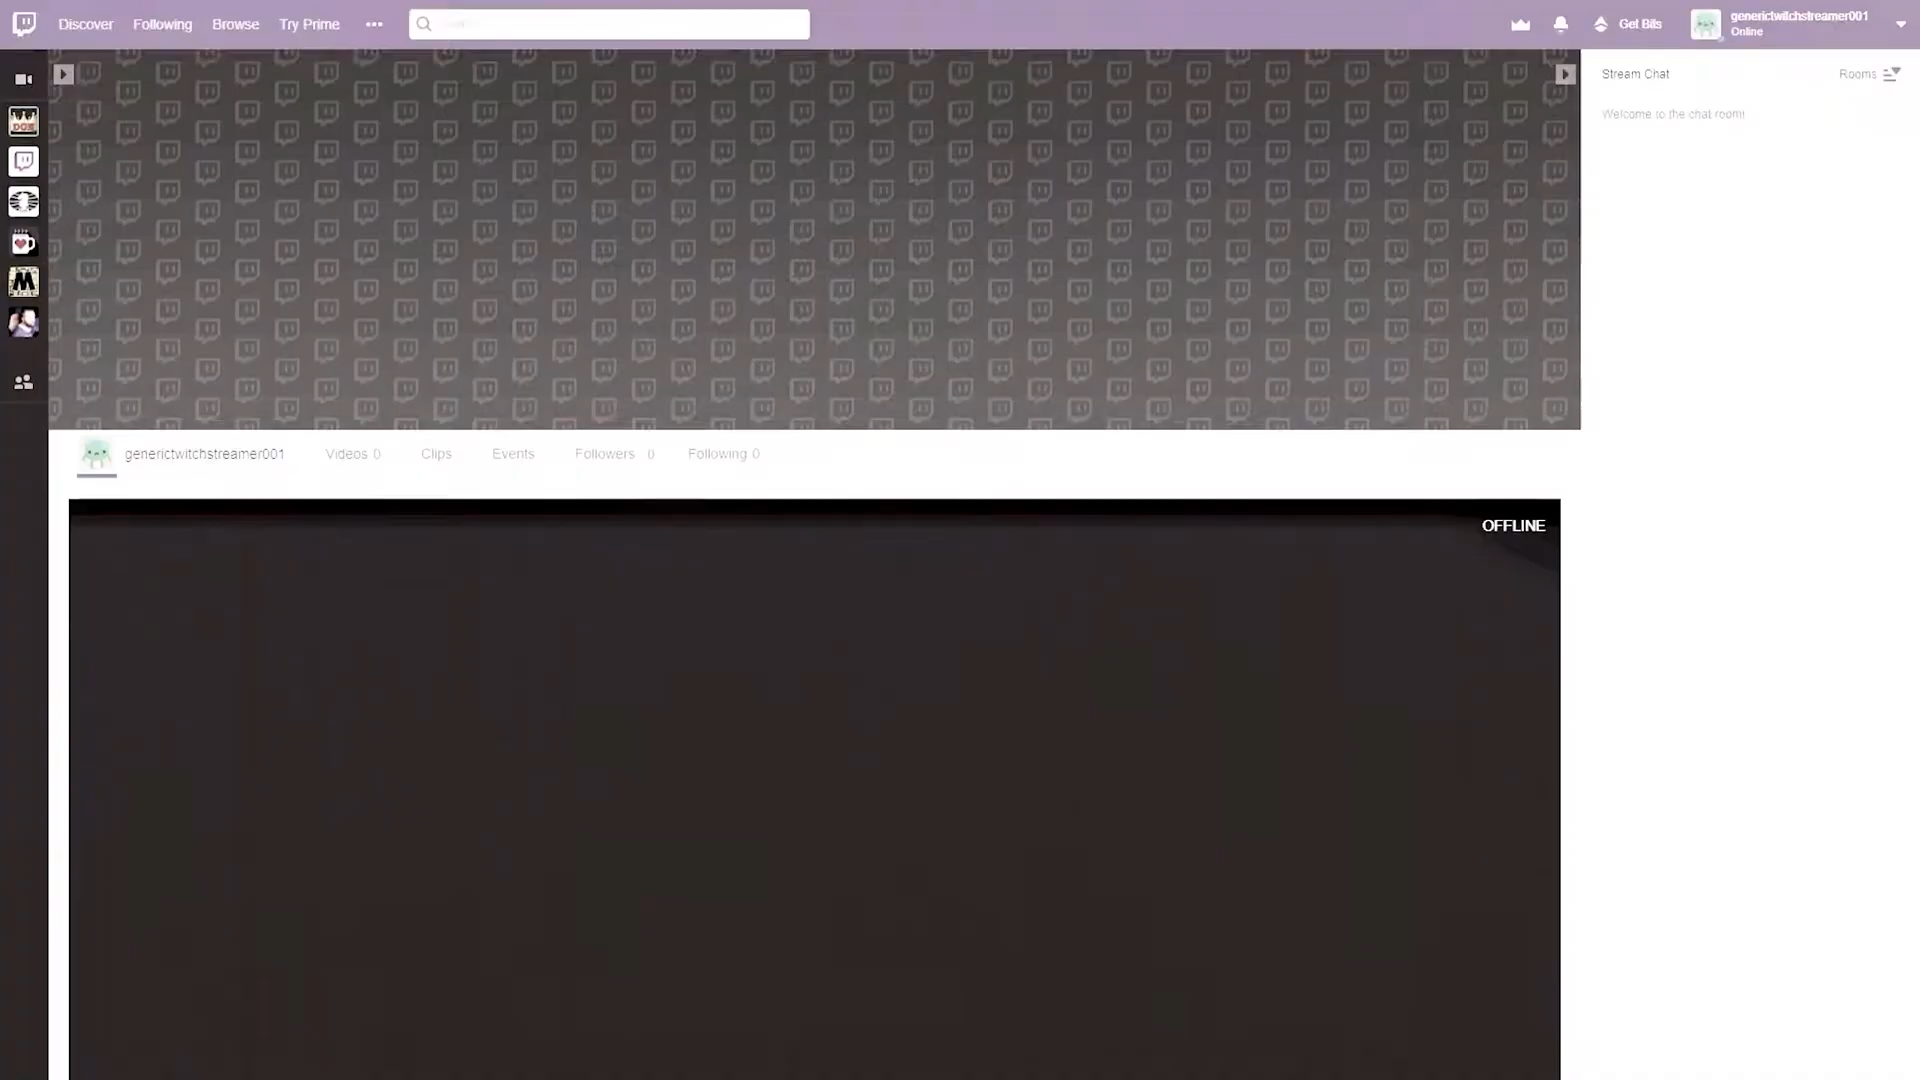 Discover Following Browse Try Prime ••• Get Bits generictwitchstreamer001
Online
Stream Chat Rooms
Welcome to the chat room!
generictwitchstreamer001 Videos 0 Clips Events Followers 0 Following 0
OFFLINE